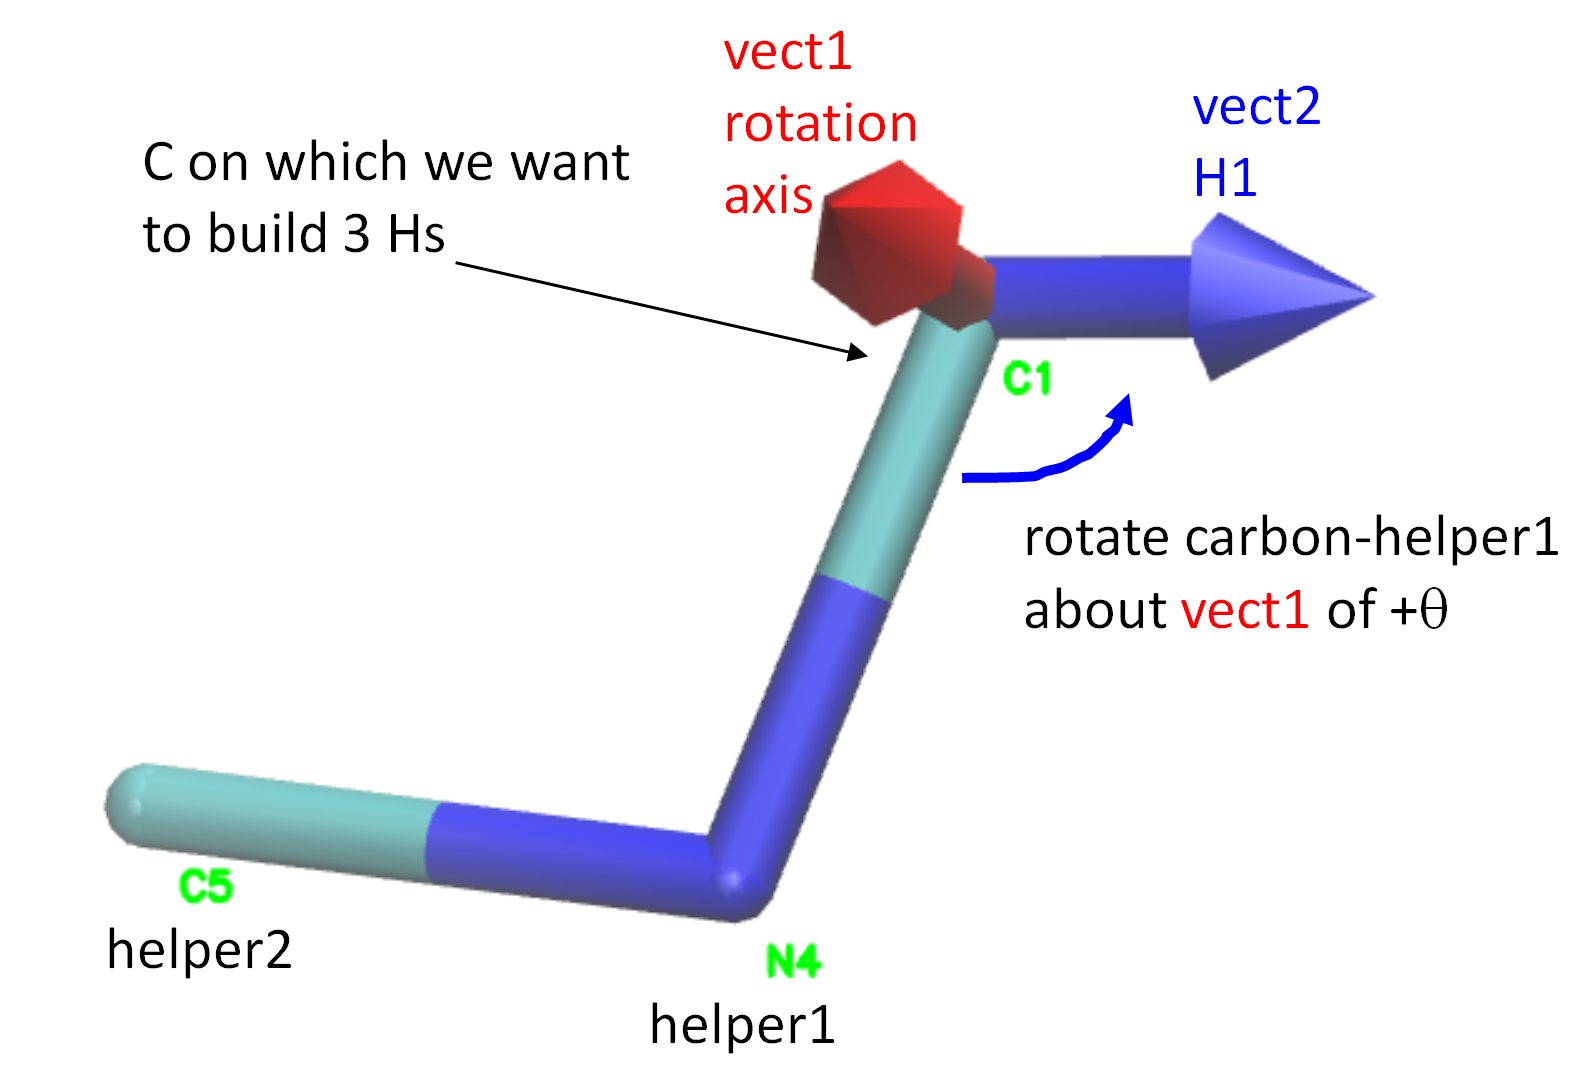 vect1
rotation
axis
vect2
H1
C on which we want
to build 3 Hs
C1
rotate carbon-helper1
about vect1 of +θ
C5
helper2
N4
helper1